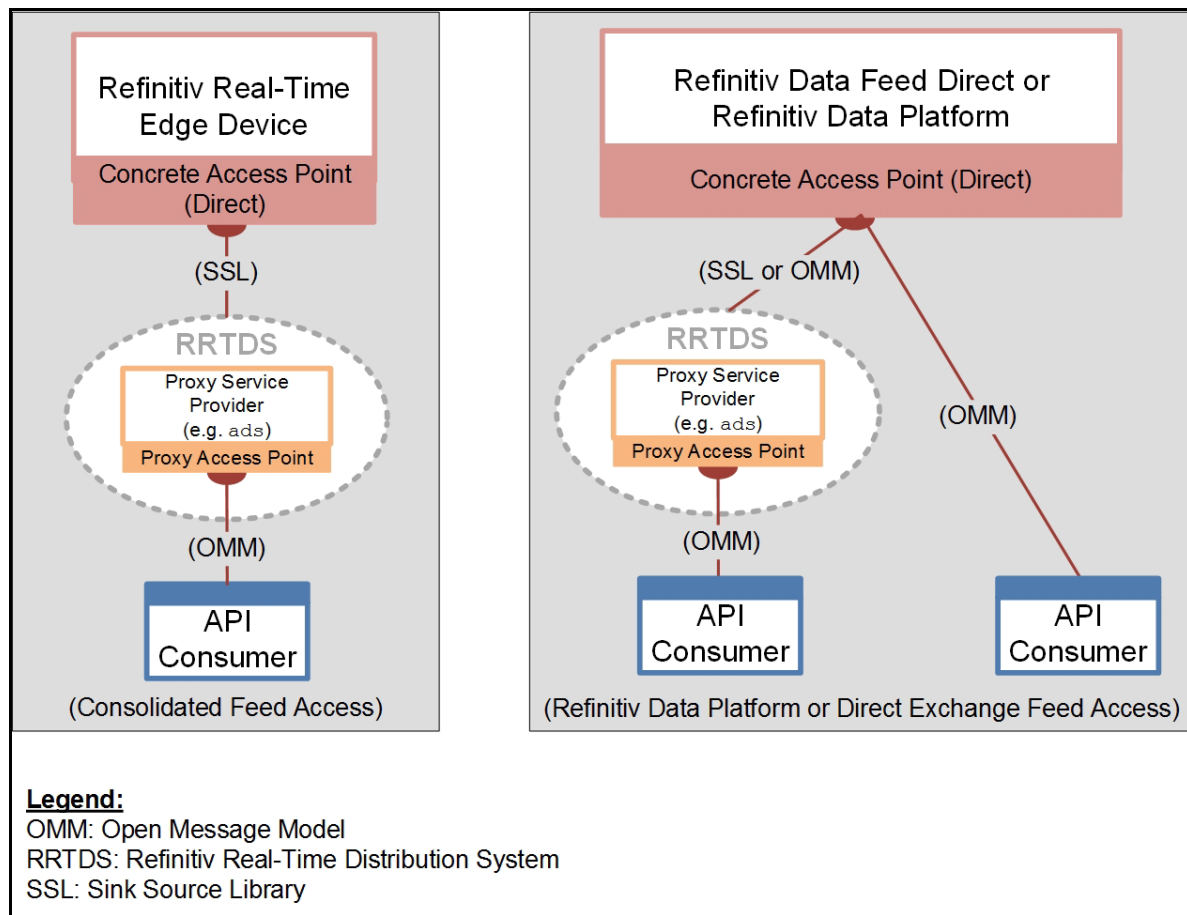 Refinitiv Real-Time
Edge Device
Concrete Access Point
(Direct)
(SSL)
RRTDS
Proxy Service
Provider
(e.g. ads)
Proxy Access Point
(OMM)
API
Consumer
(Consolidated Feed Access)
Refinitiv Data Feed Direct or
Refinitiv Data Platform
Concrete Access Point (Direct)
(SSL or OMM)
RRTDS
Proxy Service
Provider
(e.g. ads)
Proxy Access Point
(OMM)
(OMM)
API
Consumer
API
Consumer
(Refinitiv Data Platform or Direct Exchange Feed Access)
Legend:
OMM: Open Message Model
RRTDS: Refinitiv Real-Time Distribution System
SSL: Sink Source Library